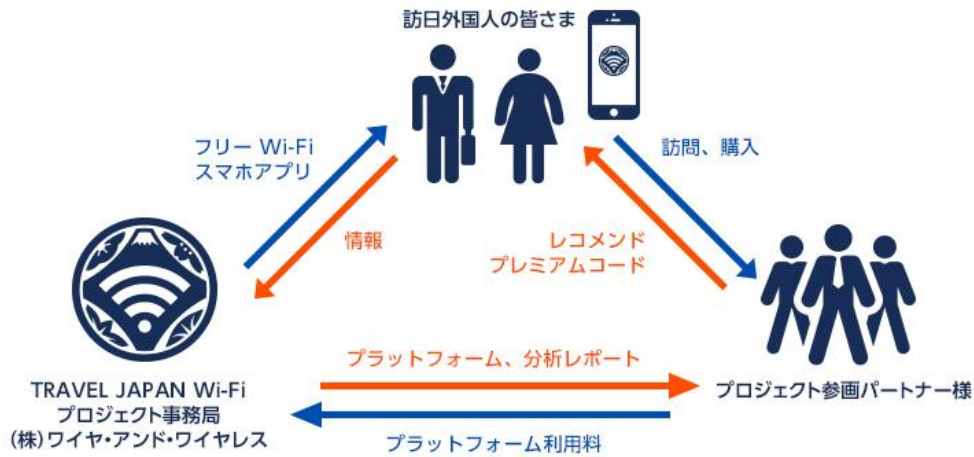 訪日外国人の皆さま
フリー Wi-Fi
スマホアプリ
訪問、購入
情報
レコメンド
プレミアムコード
プラットフォーム、分析レポート
TRAVEL JAPAN Wi-Fi
プロジェクト事務局
(株)ワイヤ・アンド・ワイヤレス
プロジェクト参画パートナー様
プラットフォーム利用料